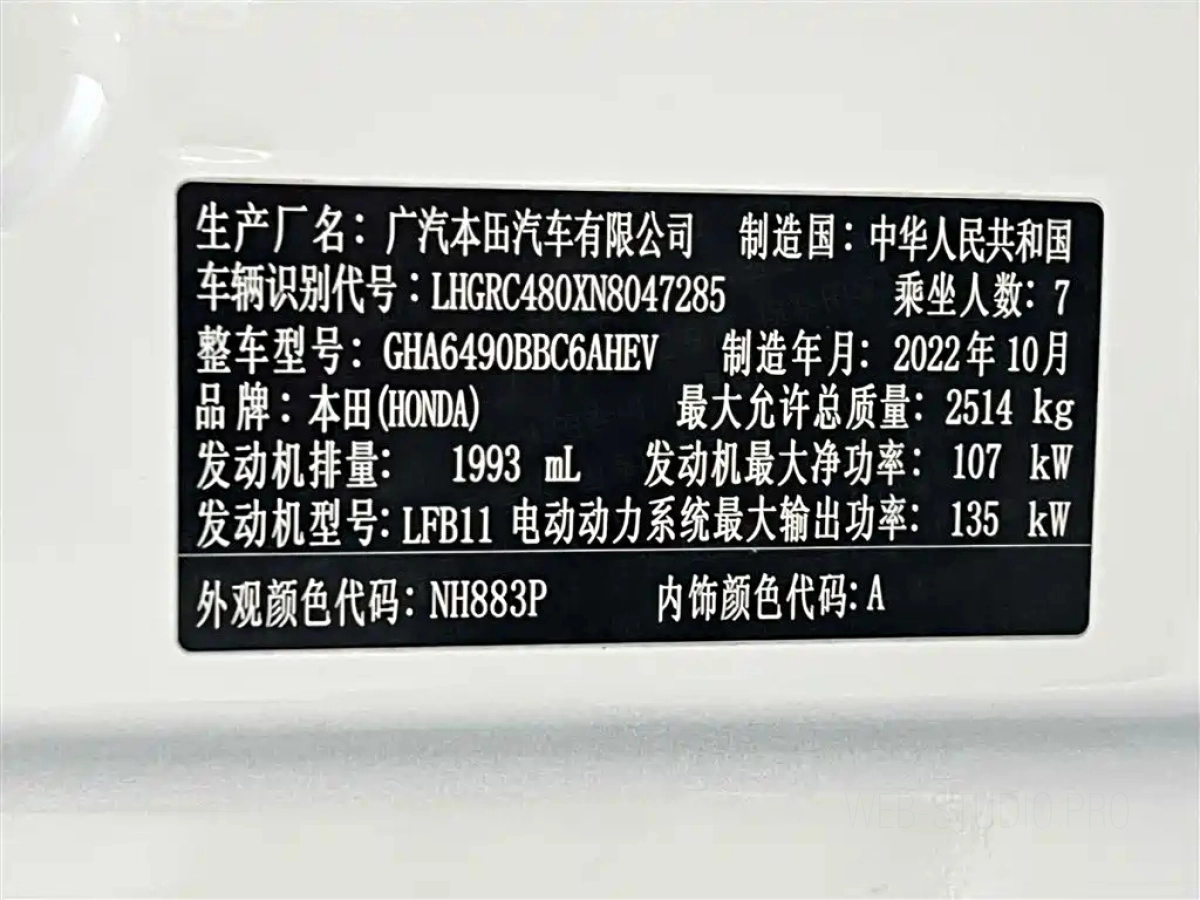 生产厂名：广汽本田汽车有限公司 制造国：中华人民共和国
车辆识别代号：LHGRC480XN8047285 乘坐人数：7
整车型号：GHA6490BBC6AHEV 制造年月：2022年10月
品牌：本田(HONDA) 最大允许总质量：2514 kg
发动机排量： 1993 mL 发动机最大净功率：107 kW
发动机型号：LFB11 电动动力系统最大输出功率：135 kW
外观颜色代码：NH883P 内饰颜色代码：A
WEB-STUDIO.PRO